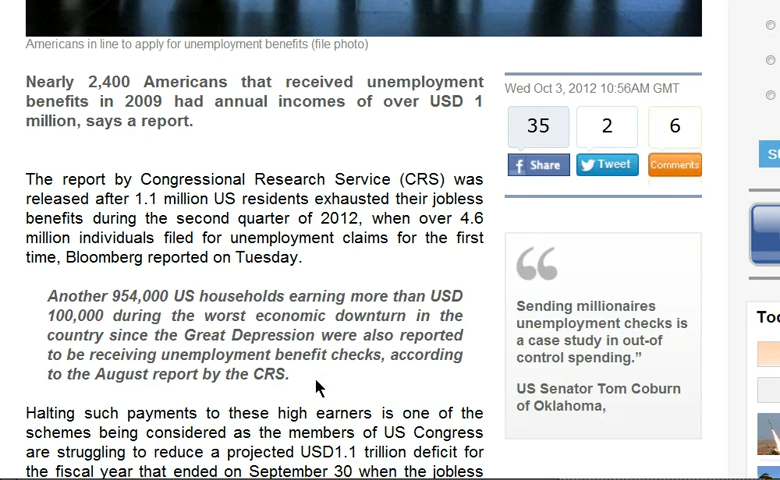 Americans in line to apply for unemployment benefits (file photo)
Nearly 2,400 Americans that received unemployment
benefits in 2009 had annual incomes of over USD 1
million, says a report.
The report by Congressional Research Service (CRS) was
released after 1.1 million US residents exhausted their jobless
benefits during the second quarter of 2012, when over 4.6
million individuals filed for unemployment claims for the first
time, Bloomberg reported on Tuesday.
Another 954,000 US households earning more than USD
100,000 during the worst economic downturn in the
country since the Great Depression were also reported
to be receiving unemployment benefit checks, according
to the August report by the CRS.
Halting such payments to these high earners is one of the
schemes being considered as the members of US Congress
are struggling to reduce a projected USD1.1 trillion deficit for
the fiscal year that ended on September 30 when the jobless
Wed Oct 3, 2012 10:56AM GMT
35 2 6
Share Tweet Comments
“
Sending millionaires
unemployment checks is
a case study in out-of
control spending.”
US Senator Tom Coburn
of Oklahoma,